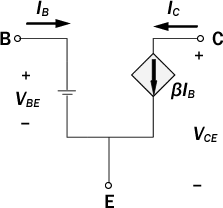 I_B I_C
B C
+ +
V_BE βI_B
− V_CE
E −